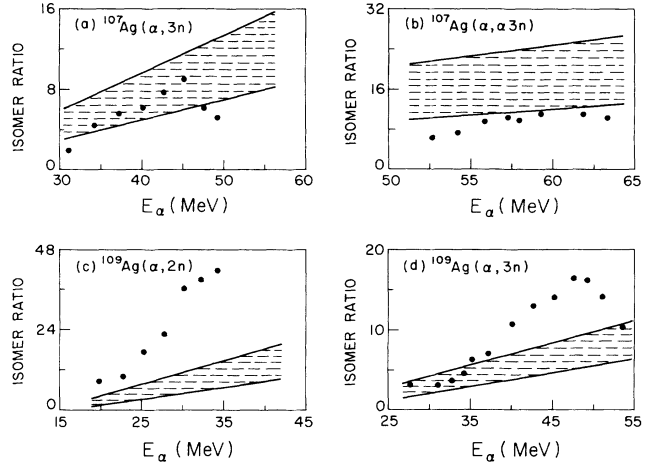 (a) ¹⁰⁷Ag(α,3n)
ISOMER RATIO
16
8
0
30
40
50
60
Eα (MeV)
(b) ¹⁰⁷Ag(α,α3n)
ISOMER RATIO
32
16
0
50
55
60
65
Eα (MeV)
(c) ¹⁰⁹Ag(α,2n)
ISOMER RATIO
48
24
0
15
25
35
45
Eα (MeV)
(d) ¹⁰⁹Ag(α,3n)
ISOMER RATIO
20
10
0
25
35
45
55
Eα (MeV)